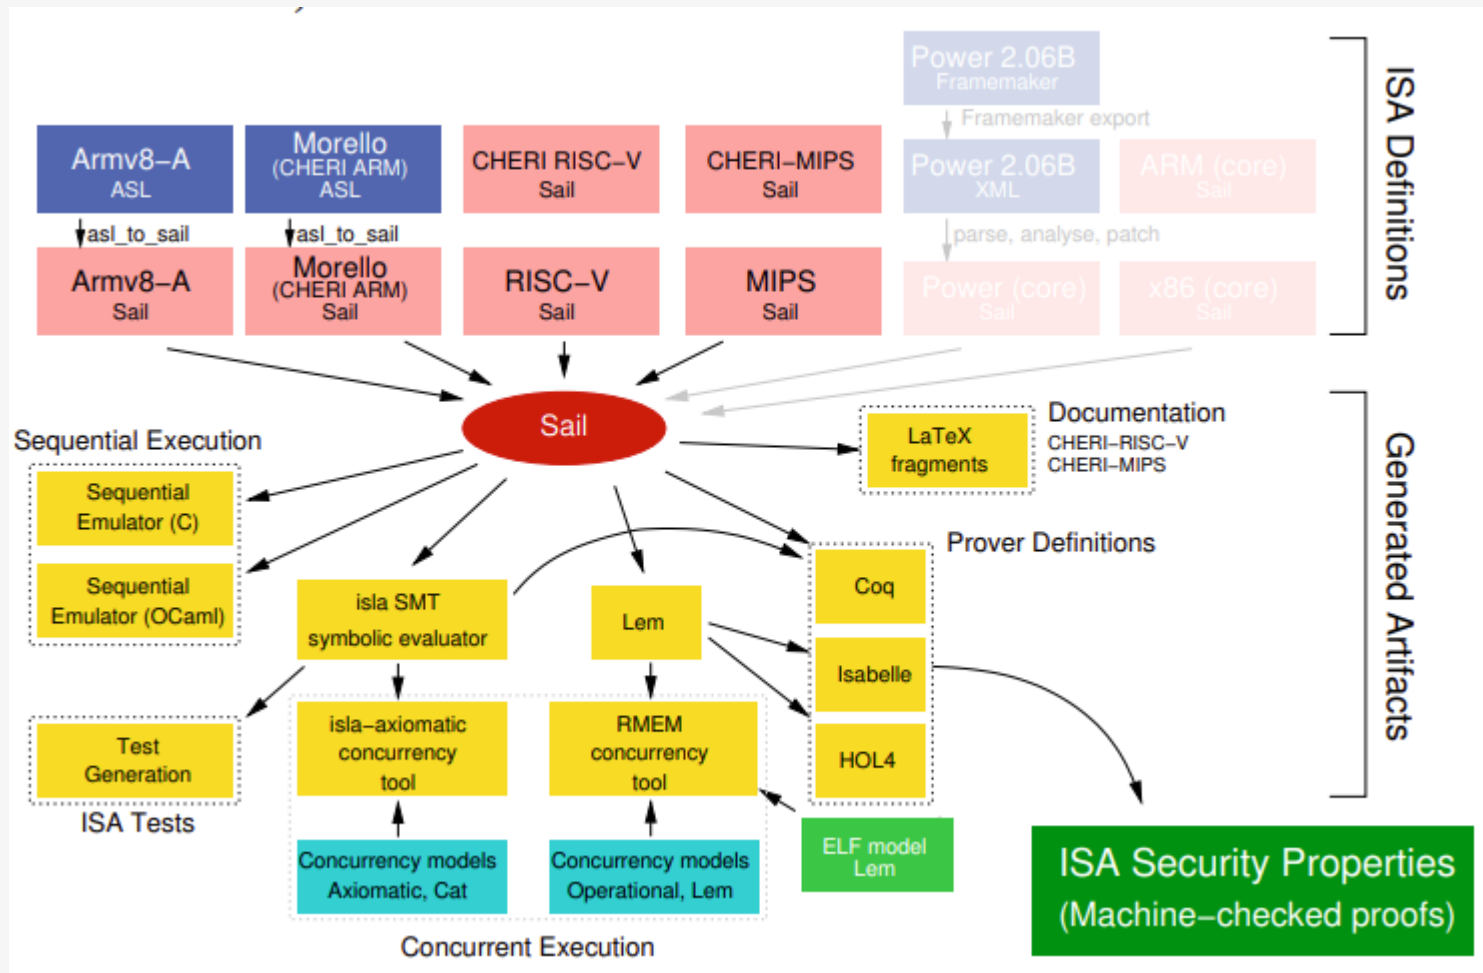 Power 2.06B
Framemaker
Framemaker export
Armv8-A
ASL
Morello
(CHERI ARM)
ASL
CHERI RISC-V
Sail
CHERI-MIPS
Sail
Power 2.06B
XML
ARM (core)
Sail
asl_to_sail
asl_to_sail
parse, analyse, patch
Armv8-A
Sail
Morello
(CHERI ARM)
Sail
RISC-V
Sail
MIPS
Sail
Power (core)
Sail
x86 (core)
Sail
ISA Definitions
Sail
Documentation
CHERI-RISC-V
CHERI-MIPS
LaTeX
fragments
Sequential Execution
Sequential
Emulator (C)
Sequential
Emulator (OCaml)
Prover Definitions
isla SMT
symbolic evaluator
Lem
Coq
Isabelle
HOL4
Generated Artifacts
Test
Generation
ISA Tests
isla-axiomatic
concurrency
tool
RMEM
concurrency
tool
Concurrency models
Axiomatic, Cat
Concurrency models
Operational, Lem
ELF model
Lem
Concurrent Execution
ISA Security Properties
(Machine-checked proofs)